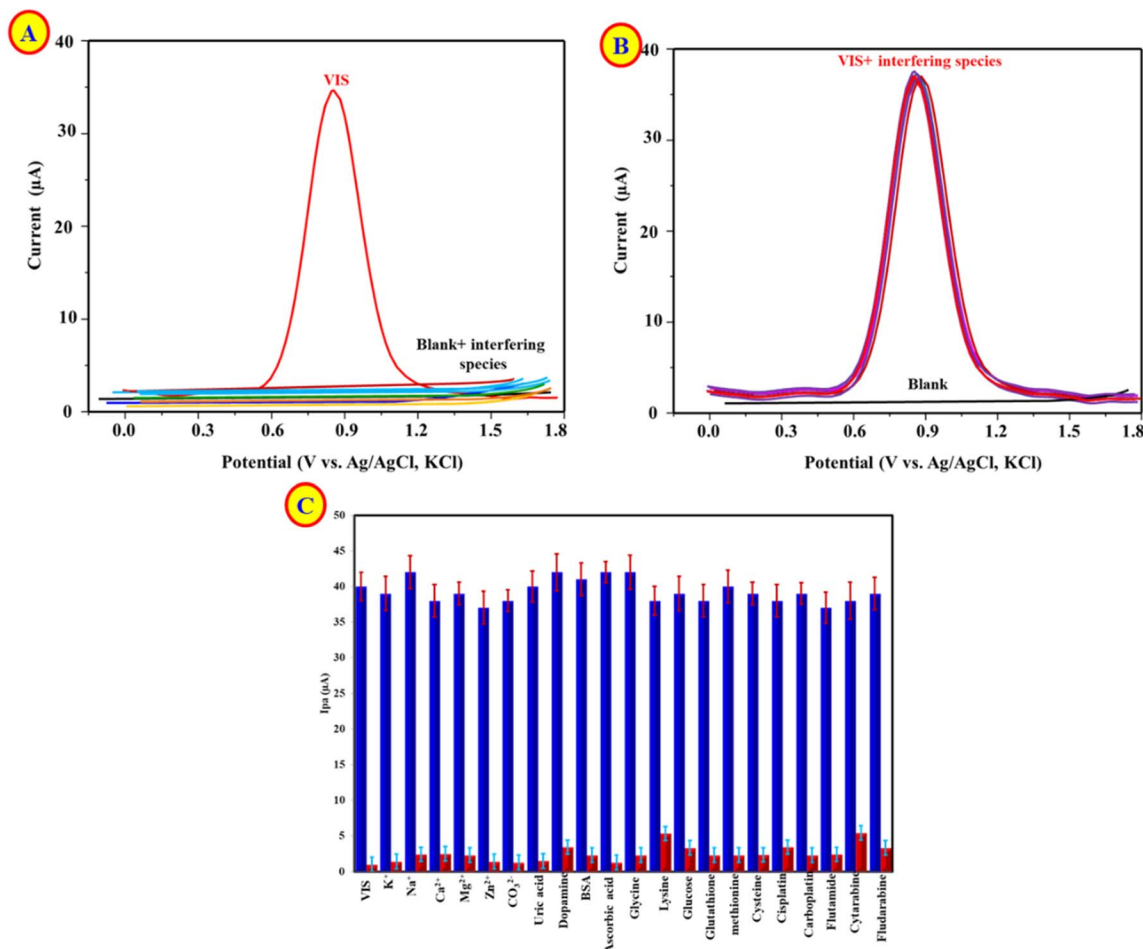 A
40
30
20
10
0
Current (µA)
VIS
Blank+ interfering
species
0.0 0.3 0.6 0.9 1.2 1.5 1.8
Potential (V vs. Ag/AgCl, KCl)
B
40
30
20
10
0
Current (µA)
VIS+ interfering species
Blank
0.0 0.3 0.6 0.9 1.2 1.5 1.8
Potential (V vs. Ag/AgCl, KCl)
C
50
45
40
35
30
25
20
15
10
5
0
Ipa (µA)
VIS
K⁺
Na⁺
Ca²⁺
Mg²⁺
Zn²⁺
CO₃²⁻
Uric acid
Dopamine
BSA
Ascorbic acid
Glycine
Lysine
Glucose
Glutathione
methionine
Cysteine
Cisplatin
Carboplatin
Flutamide
Cytarabine
Fludarabine